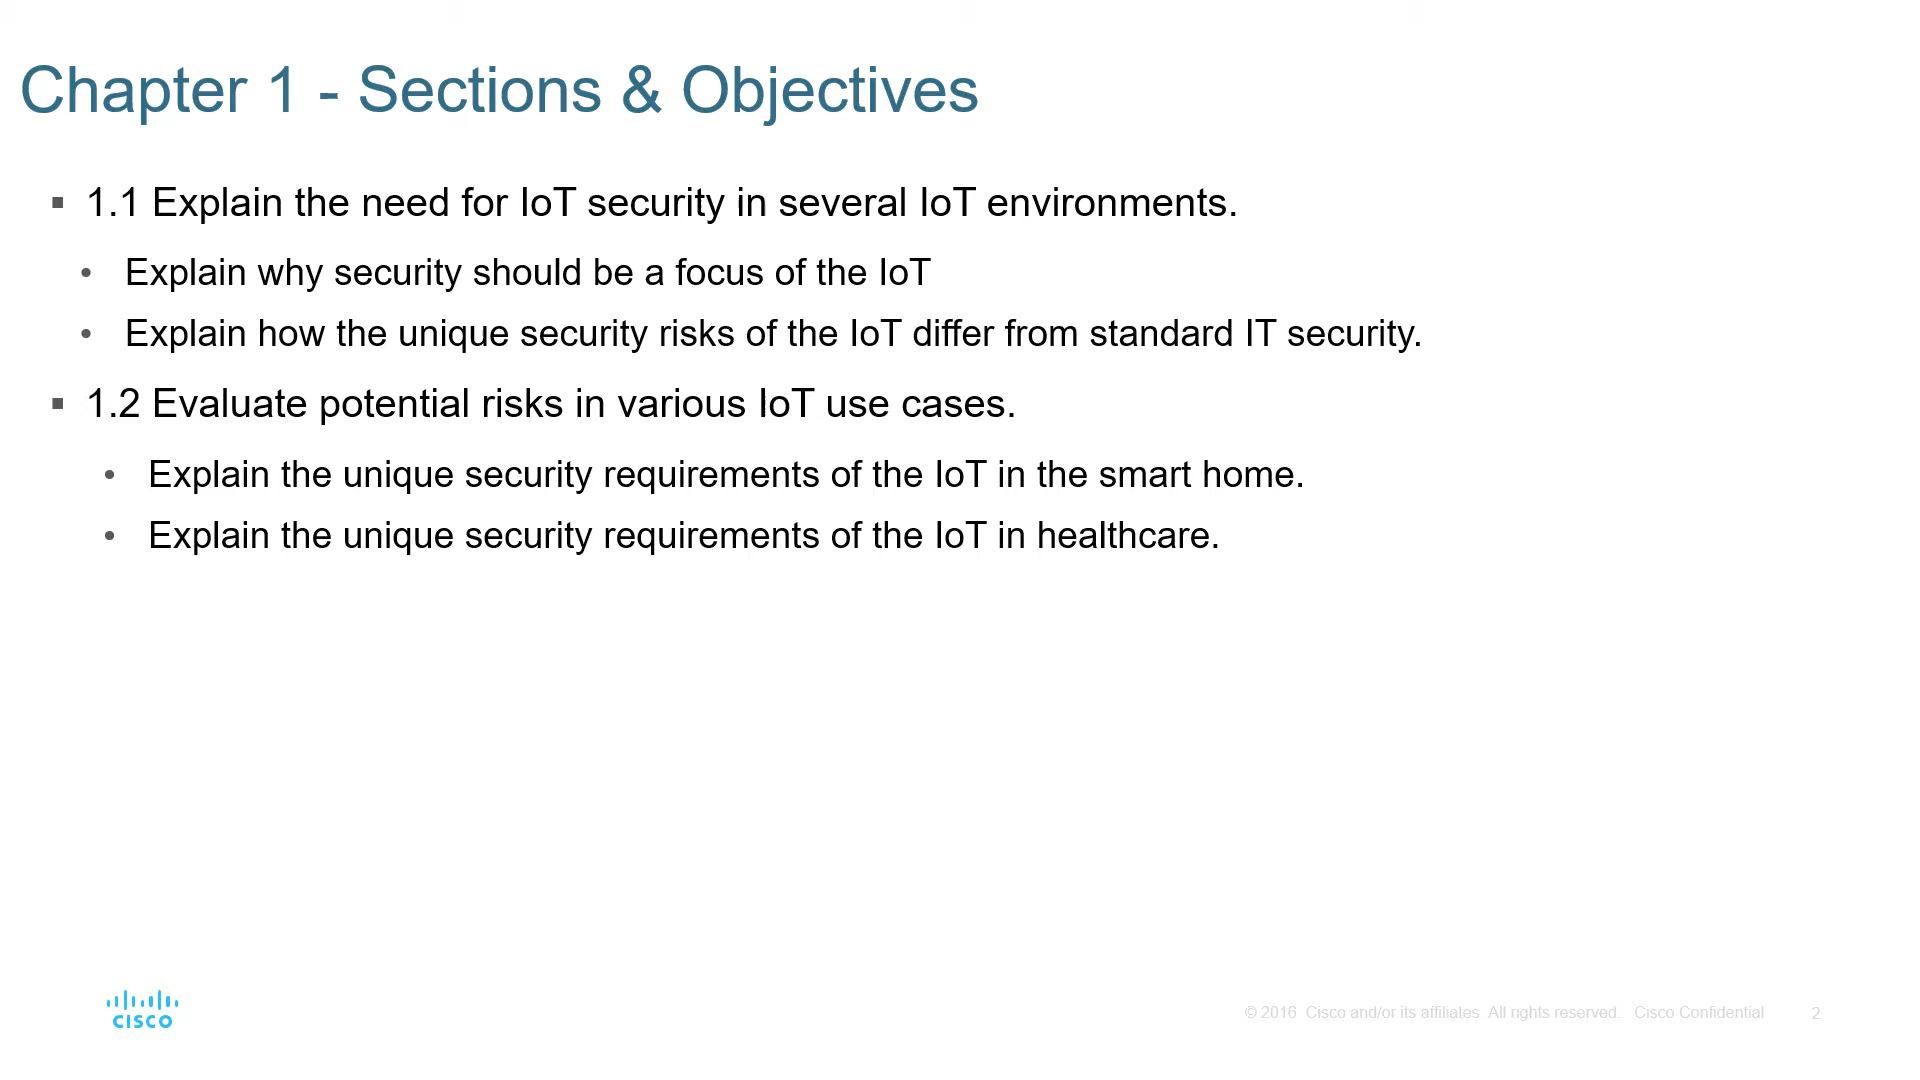 Chapter 1 - Sections & Objectives
▪ 1.1 Explain the need for IoT security in several IoT environments.
• Explain why security should be a focus of the IoT
• Explain how the unique security risks of the IoT differ from standard IT security.
▪ 1.2 Evaluate potential risks in various IoT use cases.
• Explain the unique security requirements of the IoT in the smart home.
• Explain the unique security requirements of the IoT in healthcare.
CISCO
© 2016 Cisco and/or its affiliates All rights reserved. Cisco Confidential 2